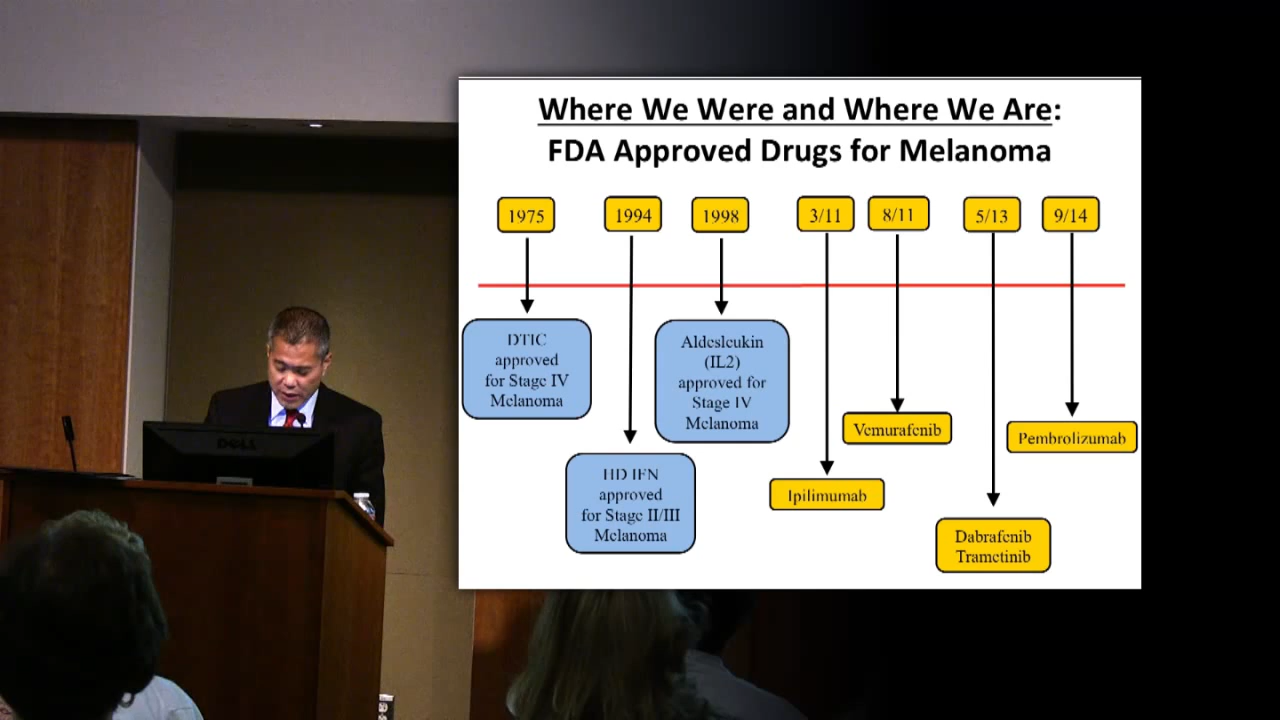 Where We Were and Where We Are:
FDA Approved Drugs for Melanoma
1975
1994
1998
3/11
8/11
5/13
9/14
DTIC
approved
for Stage IV
Melanoma
HD IFN
approved
for Stage II/III
Melanoma
Aldesleukin
(IL2)
approved for
Stage IV
Melanoma
Ipilimumab
Vemurafenib
Dabrafenib
Trametinib
Pembrolizumab
DELL